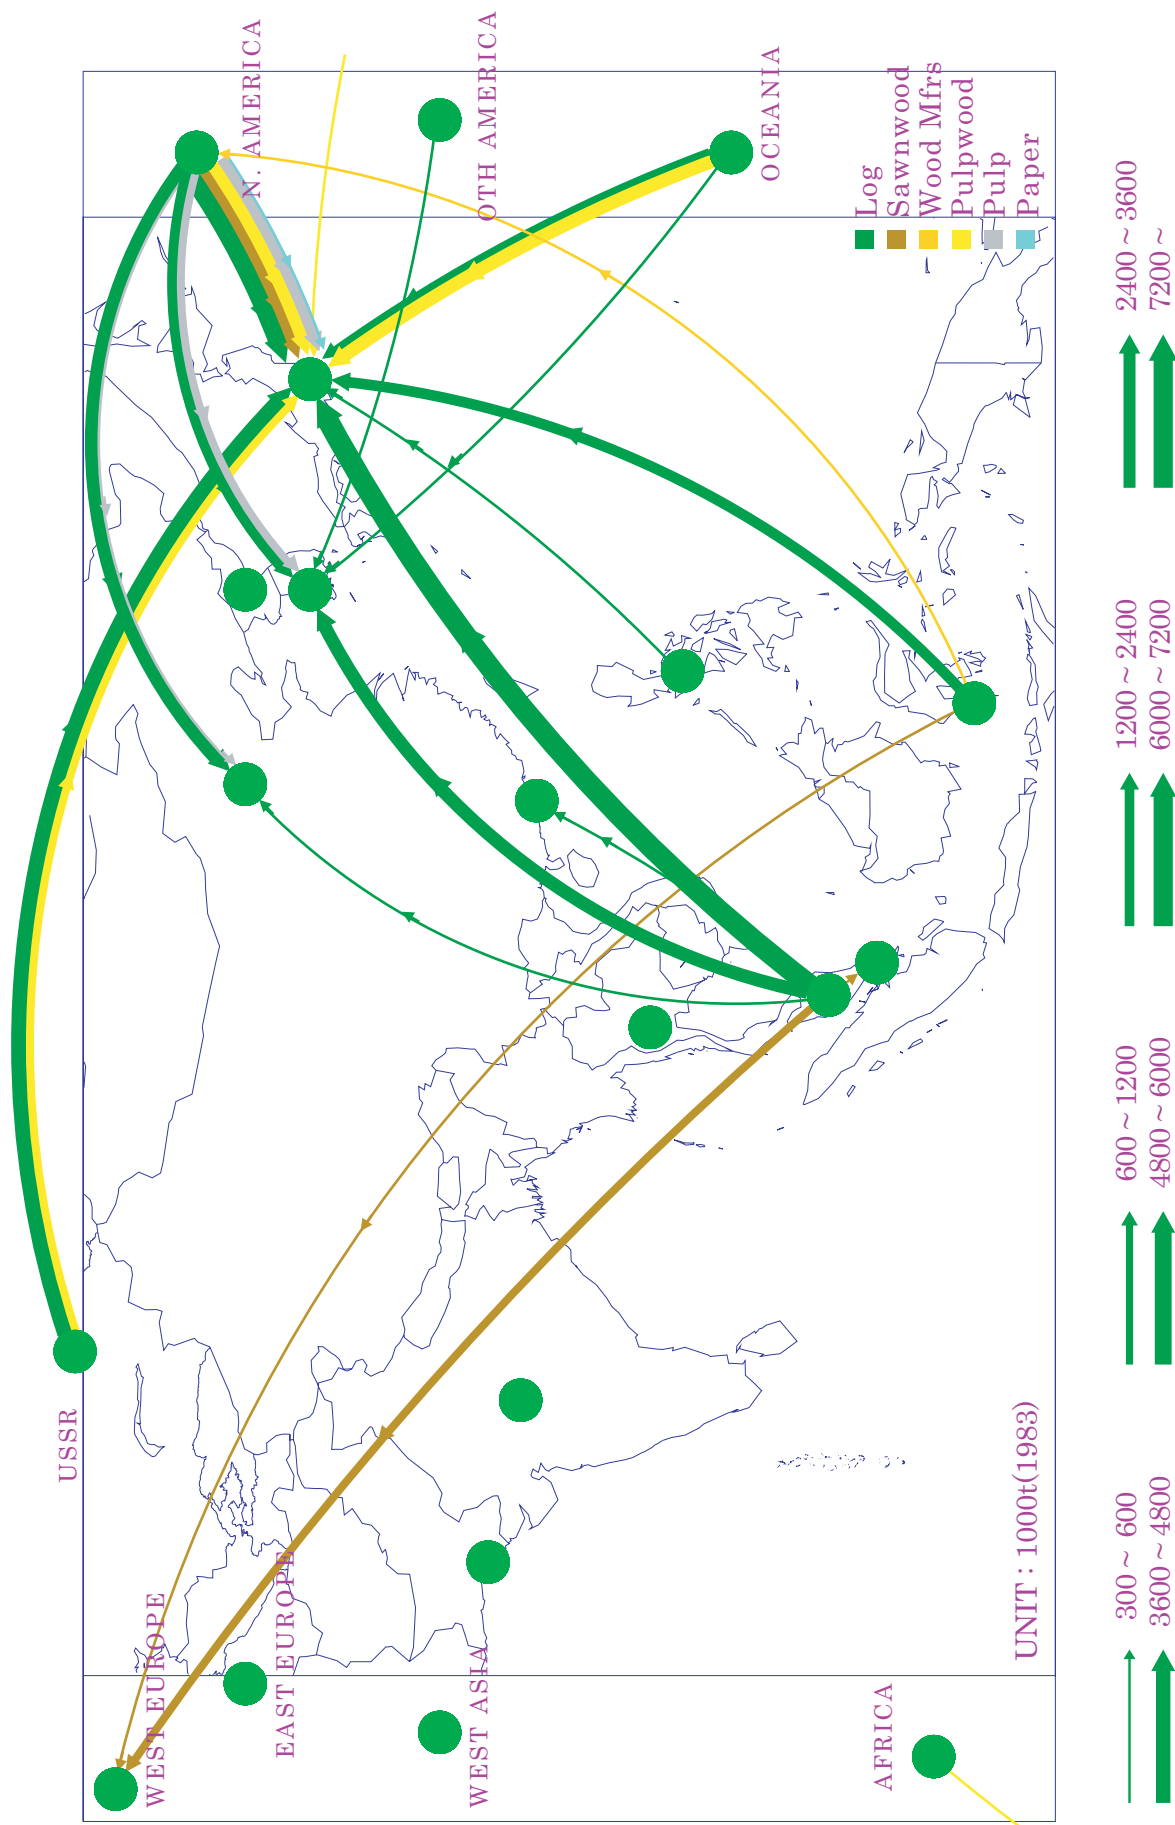 USSR
WEST EUROPE
EAST EUROPE
WEST ASIA
AFRICA
N. AMERICA
OTH AMERICA
OCEANIA
Log
Sawnwood
Wood Mfrs
Pulpwood
Pulp
Paper
UNIT : 1000t(1983)
300 ~ 600
600 ~ 1200
1200 ~ 2400
2400 ~ 3600
3600 ~ 4800
4800 ~ 6000
6000 ~ 7200
7200 ~